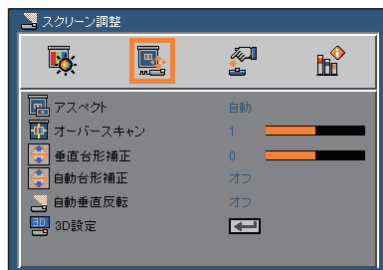 スクリーン調整
アスペクト 自動
オーバースキャン 1
垂直台形補正 0
自動台形補正 オフ
自動垂直反転 オフ
3D 3D設定